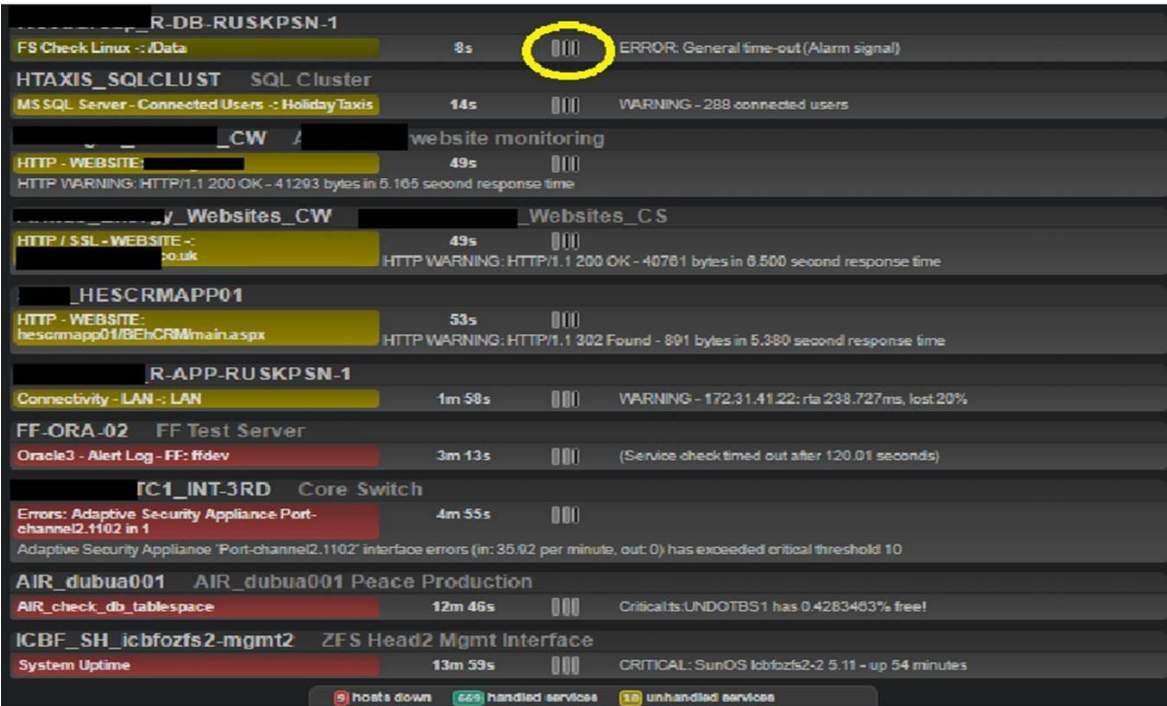 R-DB-RUSKPSN-1
FS Check Linux -: /Data 8s ERROR: General time-out (Alarm signal)
HTAXIS_SQLCLUST SQL Cluster
MS SQL Server - Connected Users -: HolidayTaxis 14s WARNING - 288 connected users
_CW website monitoring
HTTP - WEBSITE: 49s
HTTP WARNING: HTTP/1.1 200 OK - 41293 bytes in 5.165 second response time
y_Websites_CW _Websites_CS
HTTP / SSL - WEBSITE -: 49s
co.uk HTTP WARNING: HTTP/1.1 200 OK - 40761 bytes in 6.500 second response time
_HESCRMAPP01
HTTP - WEBSITE: 53s
hescrmapp01/BEhCRM/main.aspx HTTP WARNING: HTTP/1.1 302 Found - 891 bytes in 5.380 second response time
R-APP-RUSKPSN-1
Connectivity - LAN -: LAN 1m 58s WARNING - 172.31.41.22: rta 238.727ms, lost 20%
FF-ORA-02 FF Test Server
Oracle3 - Alert Log - FF: ffdev 3m 13s (Service check timed out after 120.01 seconds)
TC1_INT-3RD Core Switch
Errors: Adaptive Security Appliance Port- 4m 55s
channel2.1102 in 1
Adaptive Security Appliance 'Port-channel2.1102' interface errors (in: 35.92 per minute, out: 0) has exceeded critical threshold 10
AIR_dubua001 AIR_dubua001 Peace Production
AIR_check_db_tablespace 12m 46s Critical:ts:UNDOTBS1 has 0.4283463% free!
ICBF_SH_icbfozfs2-mgmt2 ZFS Head2 Mgmt Interface
System Uptime 13m 59s CRITICAL: SunOS icbfozfs2-2 5.11 - up 54 minutes
9 hosts down 669 handled services 10 unhandled services